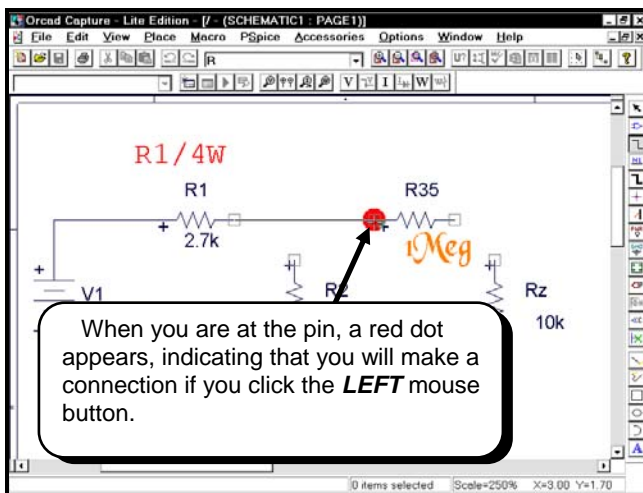 Orcad Capture - Lite Edition - [/ - (SCHEMATIC1 : PAGE1)]
File Edit View Place Macro PSpice Accessories Options Window Help
R
V I W
R1/4W
R1
R35
2.7k
1Meg
V1
R2
Rz
10k
When you are at the pin, a red dot
appears, indicating that you will make a
connection if you click the LEFT mouse
button.
0 items selected Scale=250% X=3.00 Y=1.70